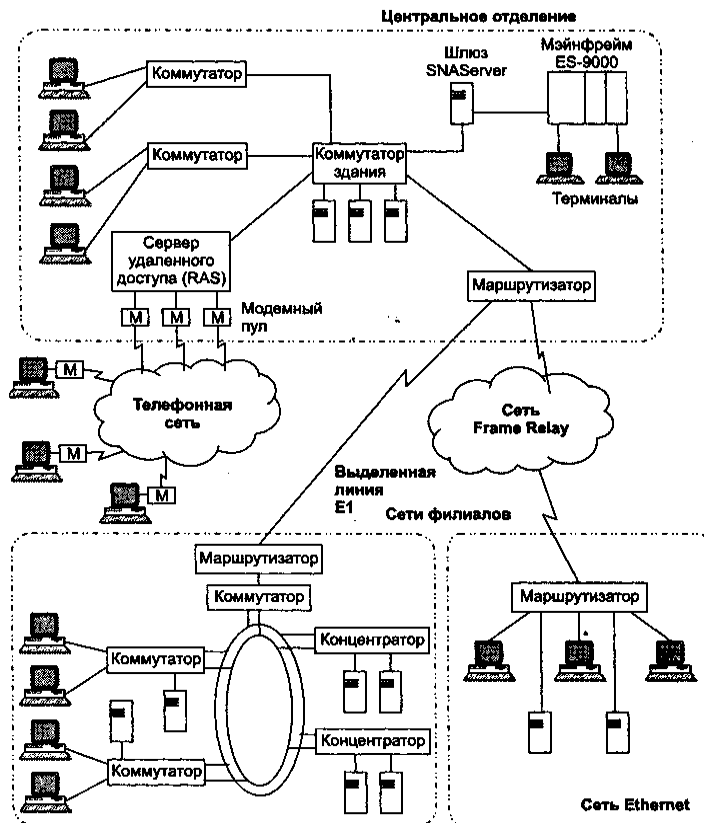 Центральное отделение
Шлюз
SNAServer
Мэйнфрейм
ES-9000
Коммутатор
Коммутатор
Коммутатор
здания
Терминалы
Сервер
удаленного
доступа (RAS)
Маршрутизатор
М
М
М
Модемный
пул
М
Телефонная
сеть
Сеть
Frame Relay
М
М
Выделенная
линия
E1
Сети филиалов
Маршрутизатор
Коммутатор
Маршрутизатор
Коммутатор
Концентратор
Коммутатор
Концентратор
Сеть Ethernet